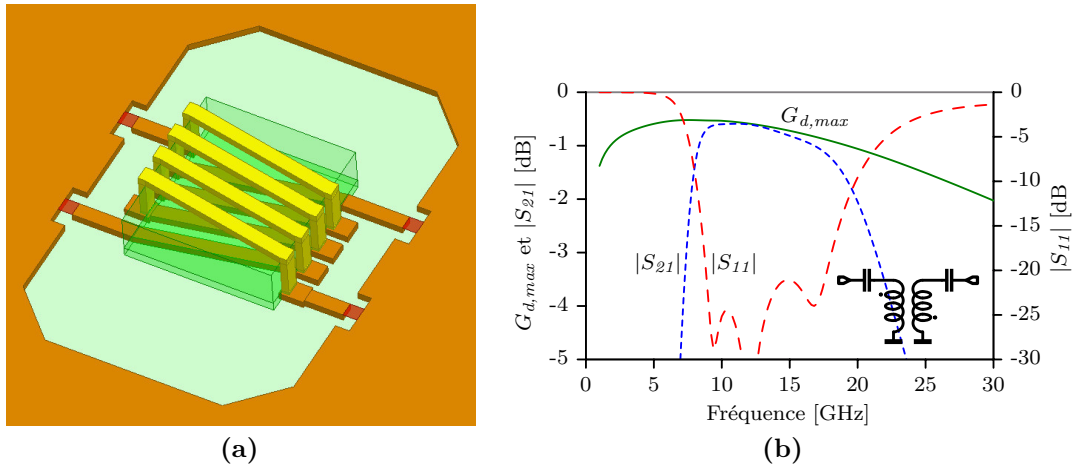 0
-1
-2
-3
-4
-5
G_{d,max} et |S_{21}| [dB]
G_{d,max}
|S_{21}|
|S_{11}|
0
-5
-10
-15
-20
-25
-30
|S_{11}| [dB
0 5 10 15 20 25 30
Fréquence [GHz]
(a) (b)